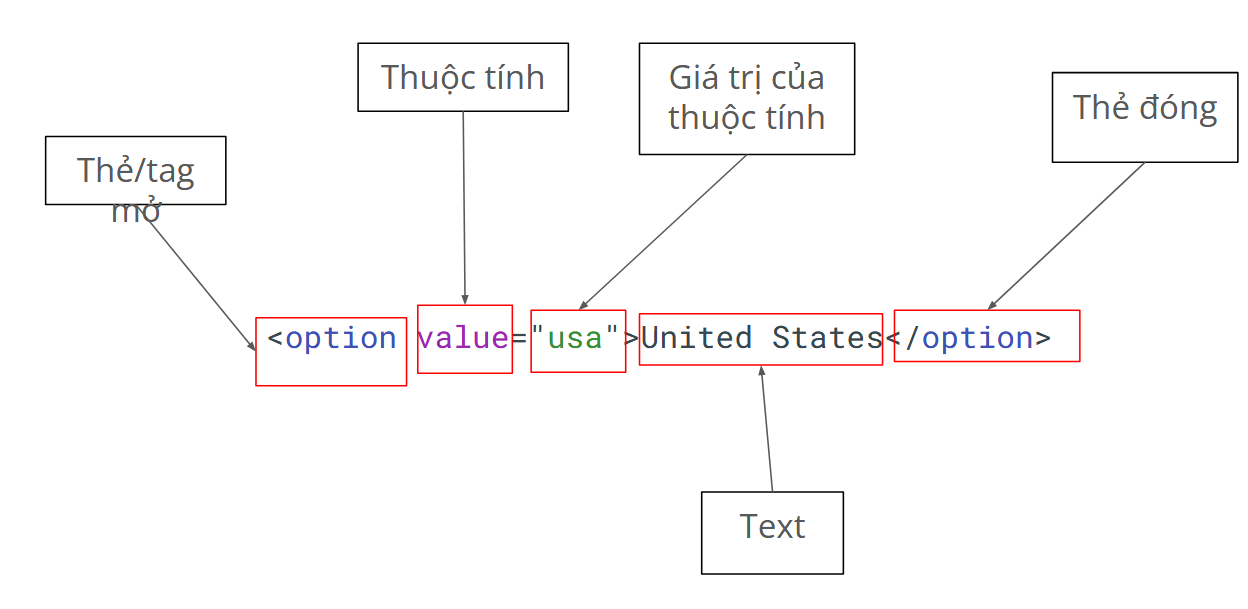 Thuộc tính
Giá trị của
thuộc tính
Thẻ đóng
Thẻ/tag
mở
<option value="usa">United States</option>
Text